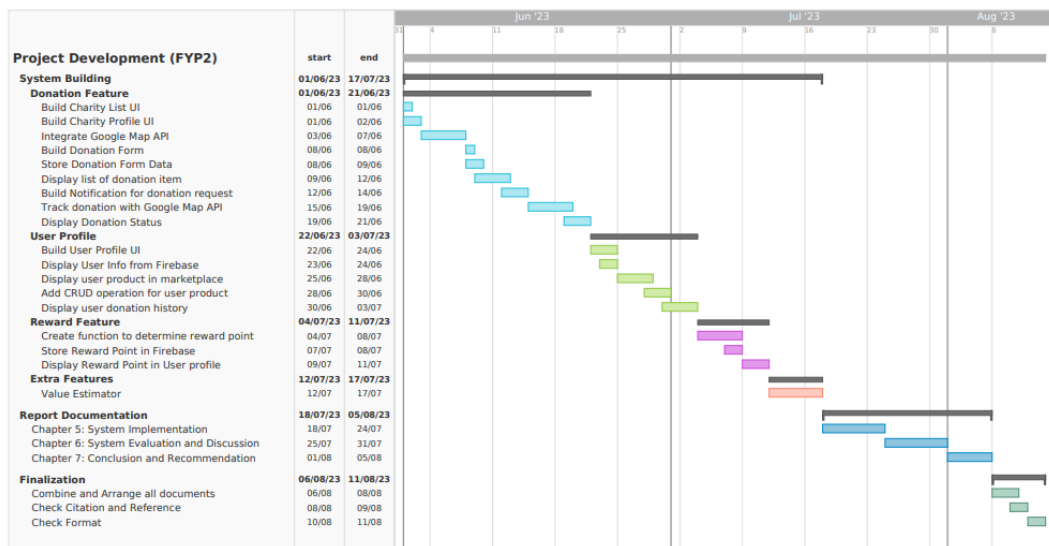 Jun '23 Jul '23 Aug '23
31 4 11 18 25 2 9 16 23 30 6
Project Development (FYP2) start end
System Building 01/06/23 17/07/23
Donation Feature 01/06/23 21/06/23
Build Charity List UI 01/06 01/06
Build Charity Profile UI 01/06 02/06
Integrate Google Map API 03/06 07/06
Build Donation Form 08/06 08/06
Store Donation Form Data 08/06 09/06
Display list of donation item 09/06 12/06
Build Notification for donation request 12/06 14/06
Track donation with Google Map API 15/06 19/06
Display Donation Status 19/06 21/06
User Profile 22/06/23 03/07/23
Build User Profile UI 22/06 24/06
Display User Info from Firebase 23/06 24/06
Display user product in marketplace 25/06 28/06
Add CRUD operation for user product 28/06 30/06
Display user donation history 30/06 03/07
Reward Feature 04/07/23 11/07/23
Create function to determine reward point 04/07 08/07
Store Reward Point in Firebase 07/07 08/07
Display Reward Point in User profile 09/07 11/07
Extra Features 12/07/23 17/07/23
Value Estimator 12/07 17/07
Report Documentation 18/07/23 05/08/23
Chapter 5: System Implementation 18/07 24/07
Chapter 6: System Evaluation and Discussion 25/07 31/07
Chapter 7: Conclusion and Recommendation 01/08 05/08
Finalization 06/08/23 11/08/23
Combine and Arrange all documents 06/08 08/08
Check Citation and Reference 08/08 09/08
Check Format 10/08 11/08